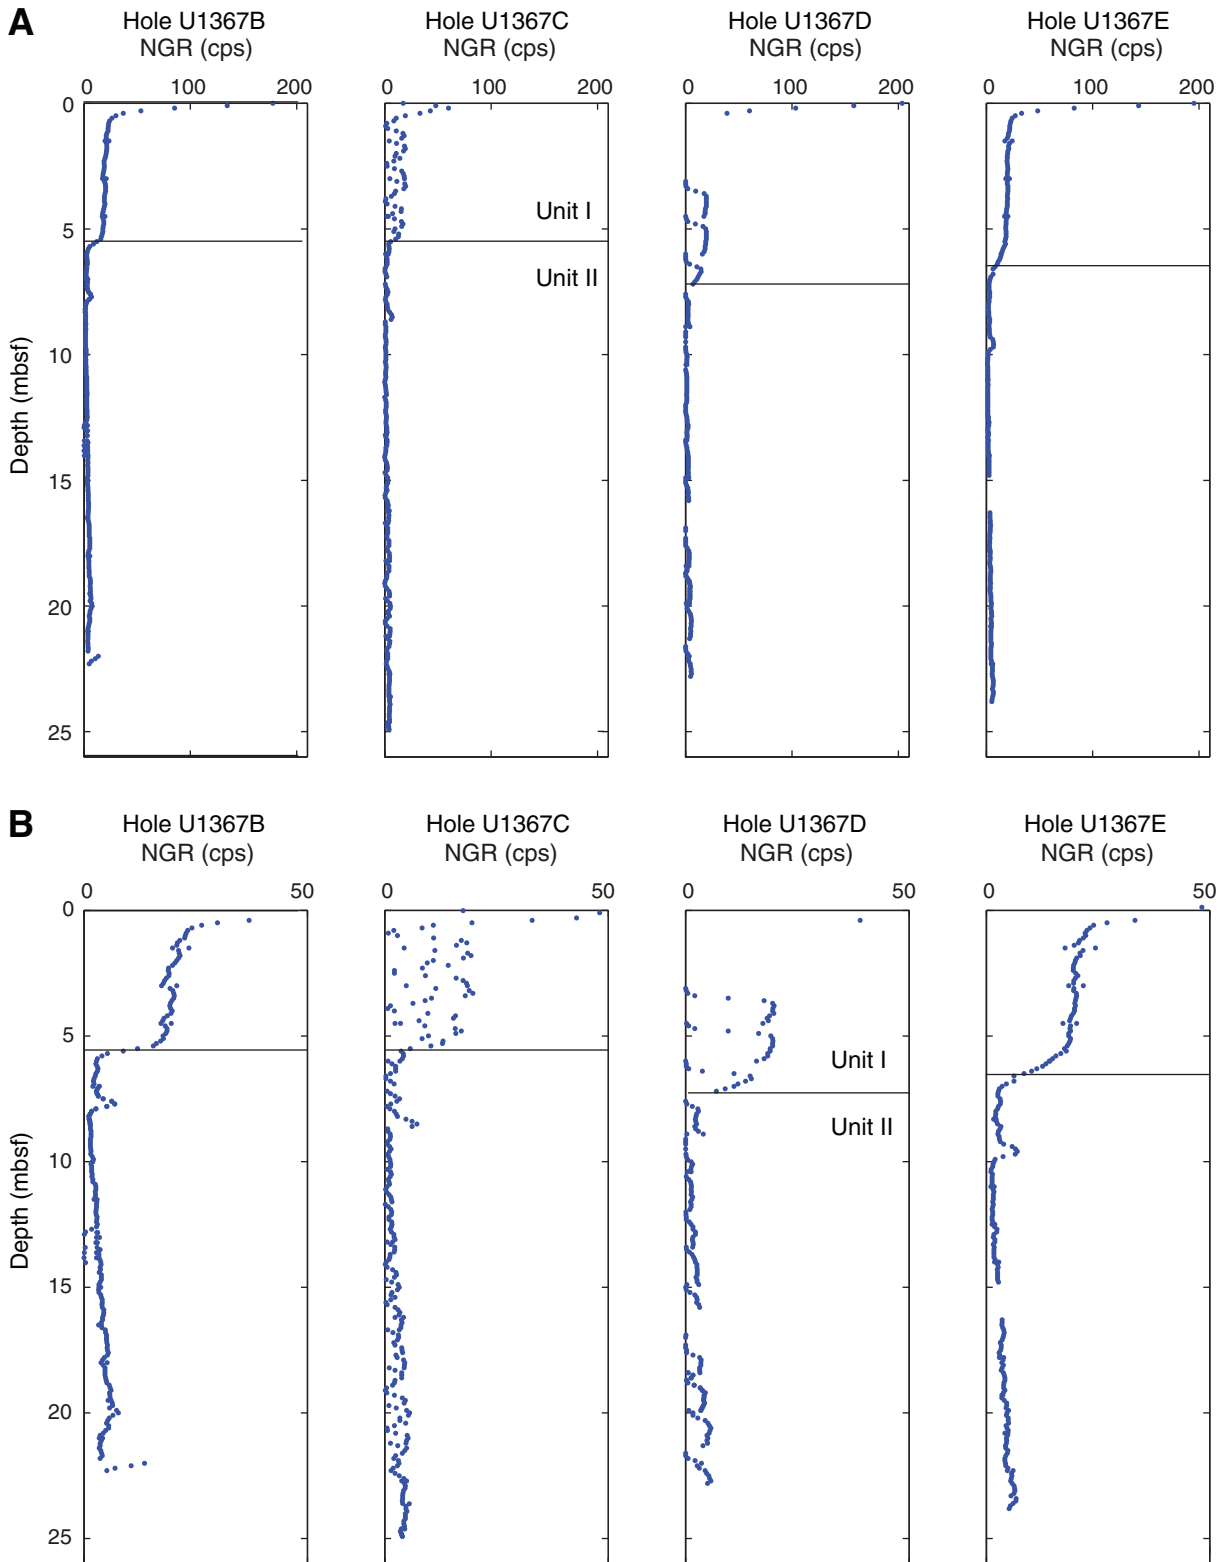 A
Hole U1367B Hole U1367C Hole U1367D Hole U1367E
NGR (cps) NGR (cps) NGR (cps) NGR (cps)
0 100 200 0 100 200 0 100 200 0 100 200
0
Unit I
5
Unit II
10
Depth (mbsf)
15
20
25
B
Hole U1367B Hole U1367C Hole U1367D Hole U1367E
NGR (cps) NGR (cps) NGR (cps) NGR (cps)
0 50 0 50 0 50 0 50
0
5
Unit I
Unit II
10
Depth (mbsf)
15
20
25